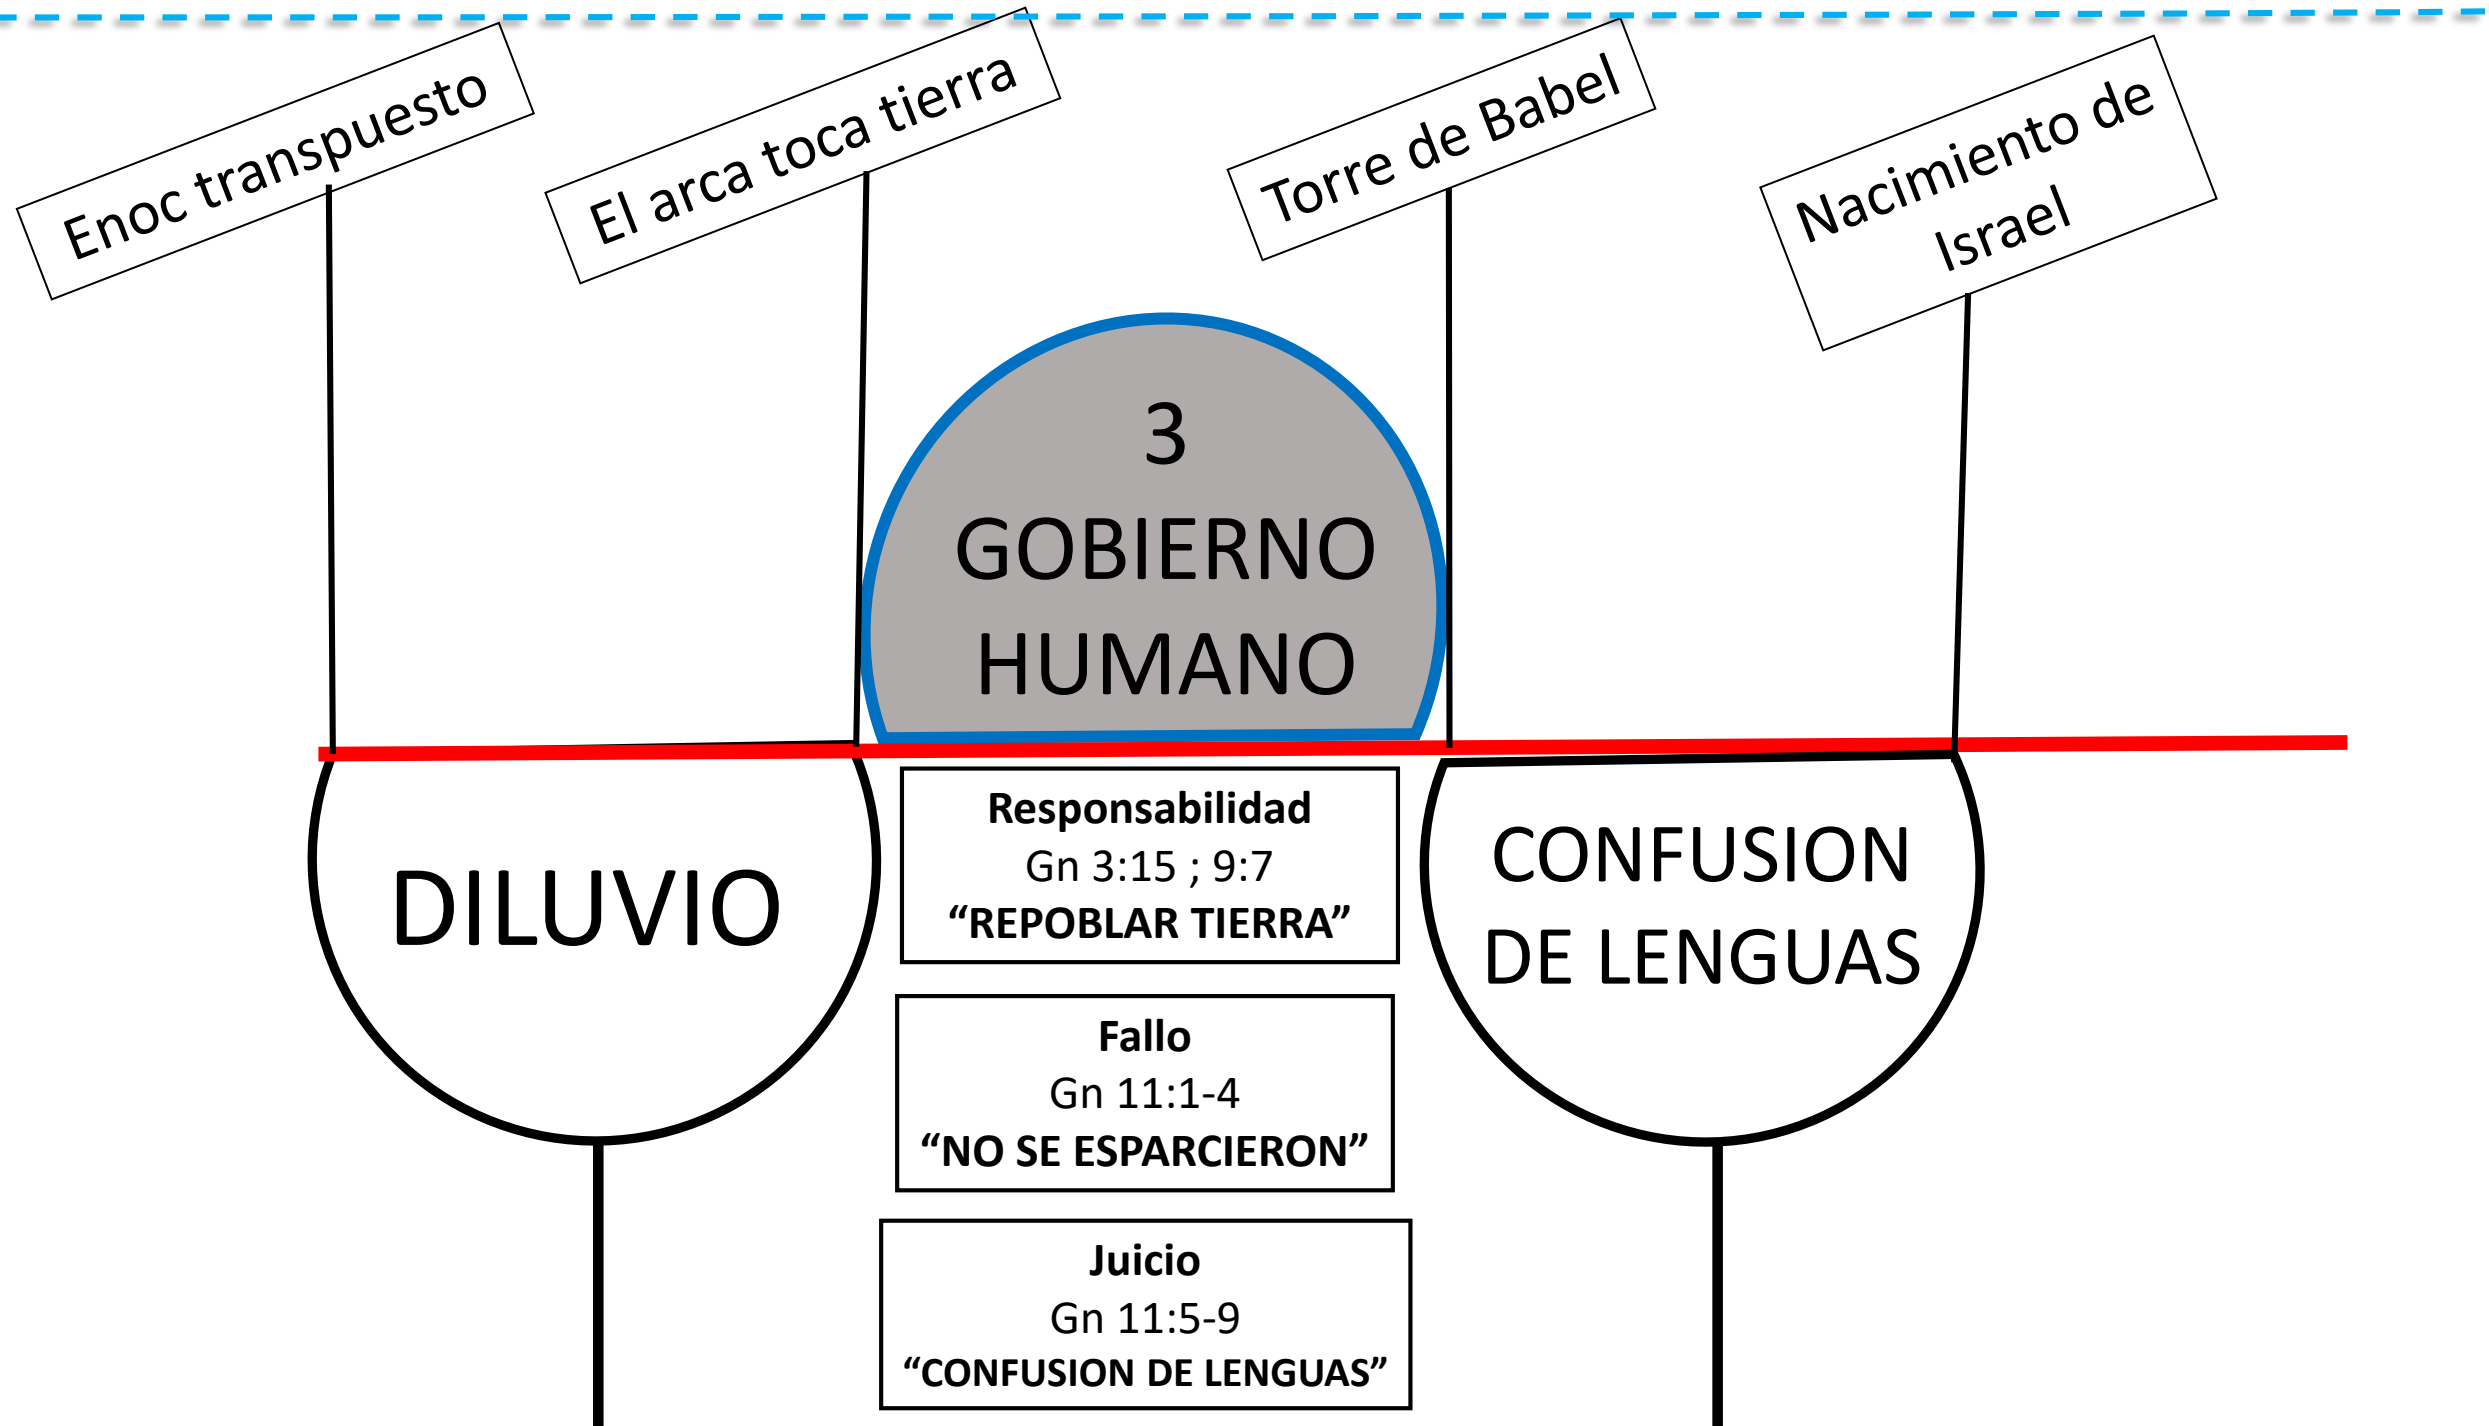 Enoc transpuesto
El arca toca tierra
Torre de Babel
Nacimiento de
Israel
3
GOBIERNO
HUMANO
DILUVIO
Responsabilidad
Gn 3:15 ; 9:7
“REPOBLAR TIERRA”
Fallo
Gn 11:1-4
“NO SE ESPARCIERON”
Juicio
Gn 11:5-9
“CONFUSION DE LENGUAS”
CONFUSION
DE LENGUAS